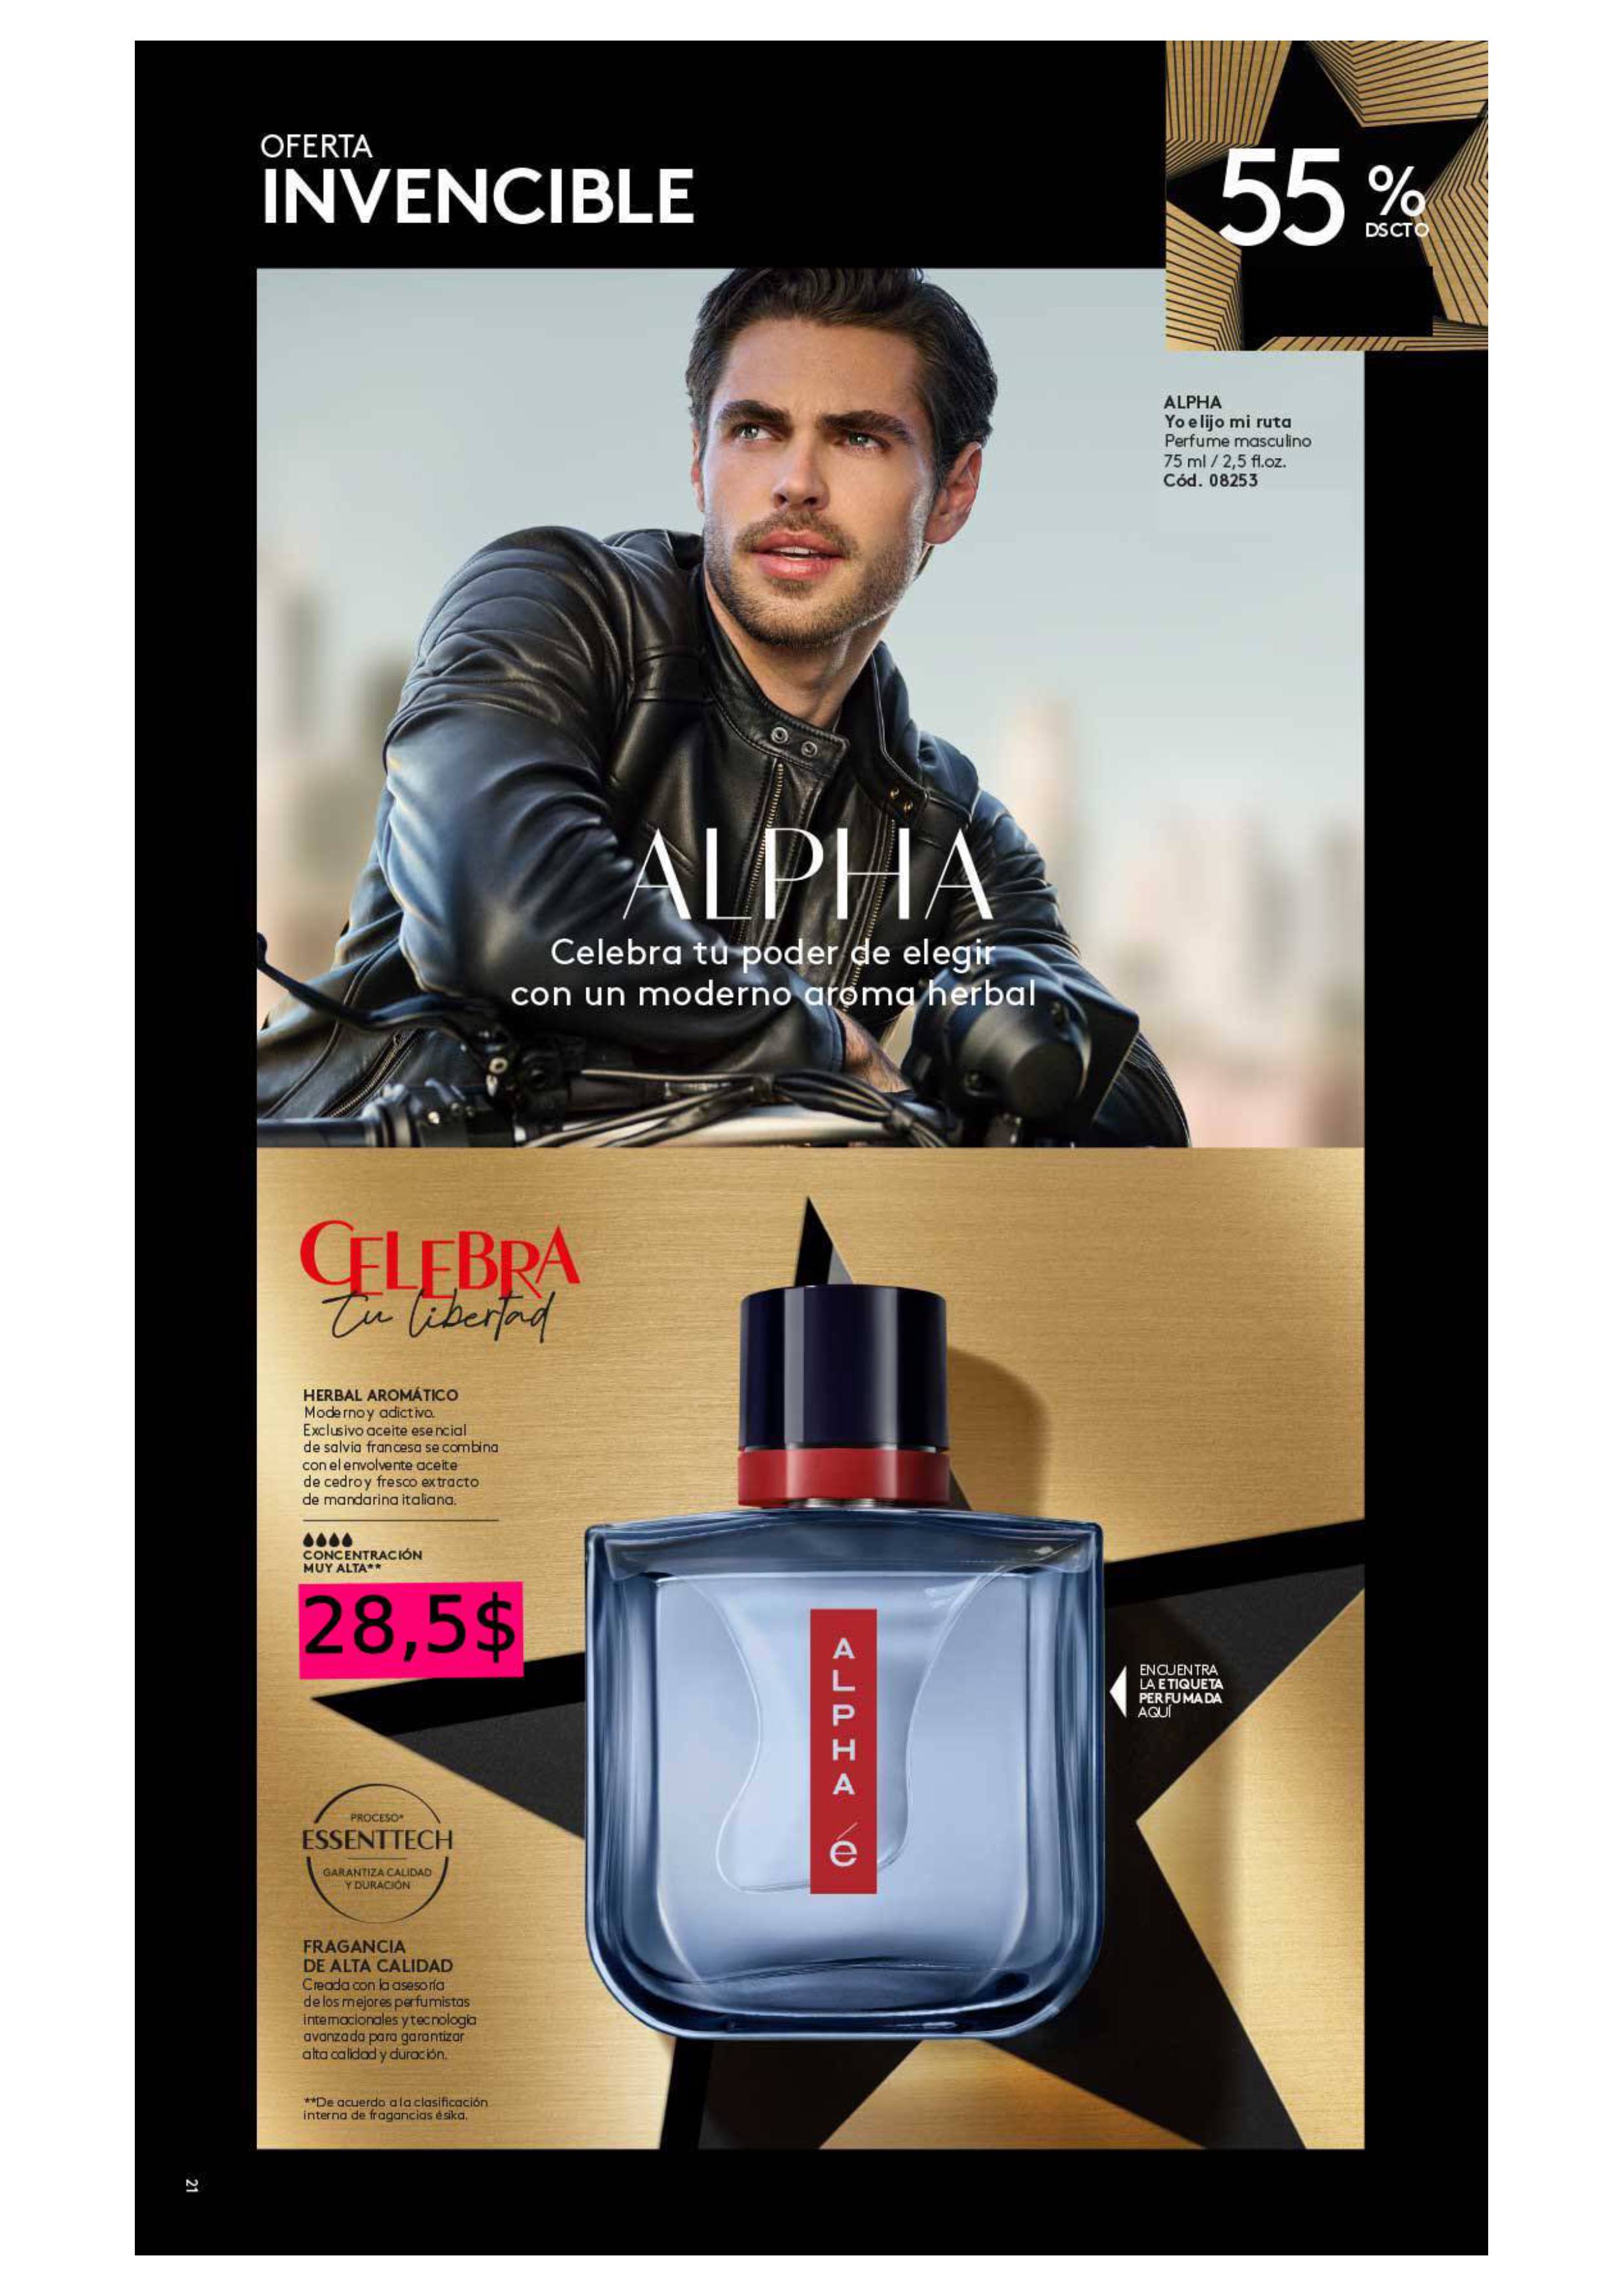 OFERTA
INVENCIBLE
55 %
DSCTO
ALPHA
Yo elijo mi ruta
Perfume masculino
75 ml / 2,5 fl.oz.
Cód. 08253
ALPHA
Celebra tu poder de elegir
con un moderno aroma herbal
CELEBRA
tu libertad
HERBAL AROMÁTICO
Moderno y adictivo.
Exclusivo aceite esencial
de salvia francesa se combina
con el envolvente aceite
de cedro y fresco extracto
de mandarina italiana.
CONCENTRACIÓN
MUY ALTA**
28,5$
ALPHA é
ENCUENTRA
LA ETIQUETA
PERFUMADA
AQUÍ
PROCESO*
ESSENTTECH
GARANTIZA CALIDAD
Y DURACIÓN
FRAGANCIA
DE ALTA CALIDAD
Creada con la asesoría
de los mejores perfumistas
internacionales y tecnología
avanzada para garantizar
alta calidad y duración.
**De acuerdo a la clasificación
interna de fragancias ésika.
21